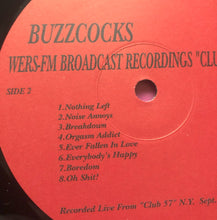 BUZZCOCKS
WERS-FM BROADCAST RECORDINGS "CLU
SIDE 2
1.Nothing Left
2.Noise Annoys
3.Breakdown
4.Orgasm Addict
5.Ever Fallen In Love
6.Everybody's Happy
7.Boredom
8.Oh Shit!
Recorded Live From "Club 57" N.Y. Sept.